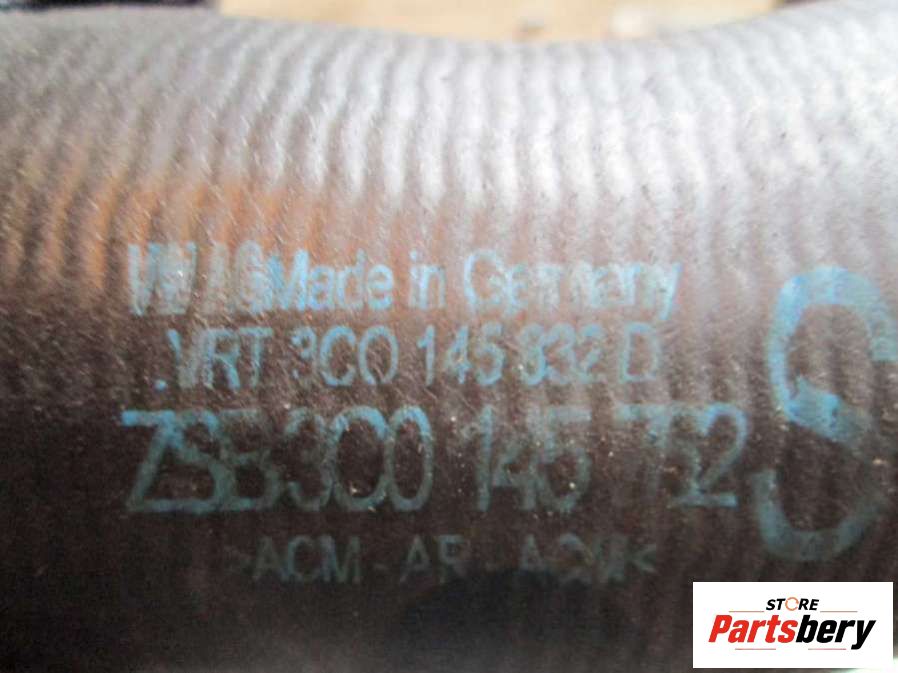 VW AG Made in Germany
.VRT 3C0 145 832 D
ZSB 3C0 145 762
S
>ACM - AR - ACM<
STORE
Partsbery